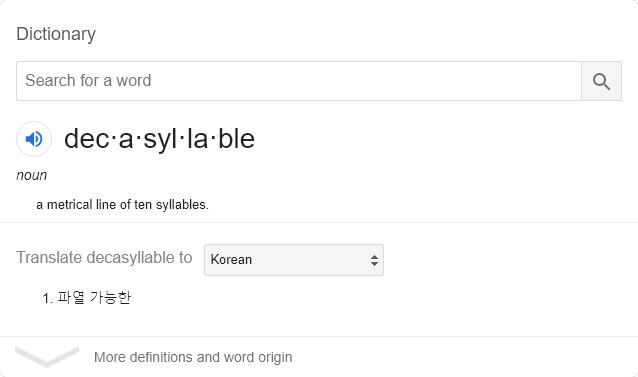 Dictionary
Search for a word
dec·a·syl·la·ble
noun
a metrical line of ten syllables.
Translate decasyllable to Korean
1. 파열 가능한
More definitions and word origin